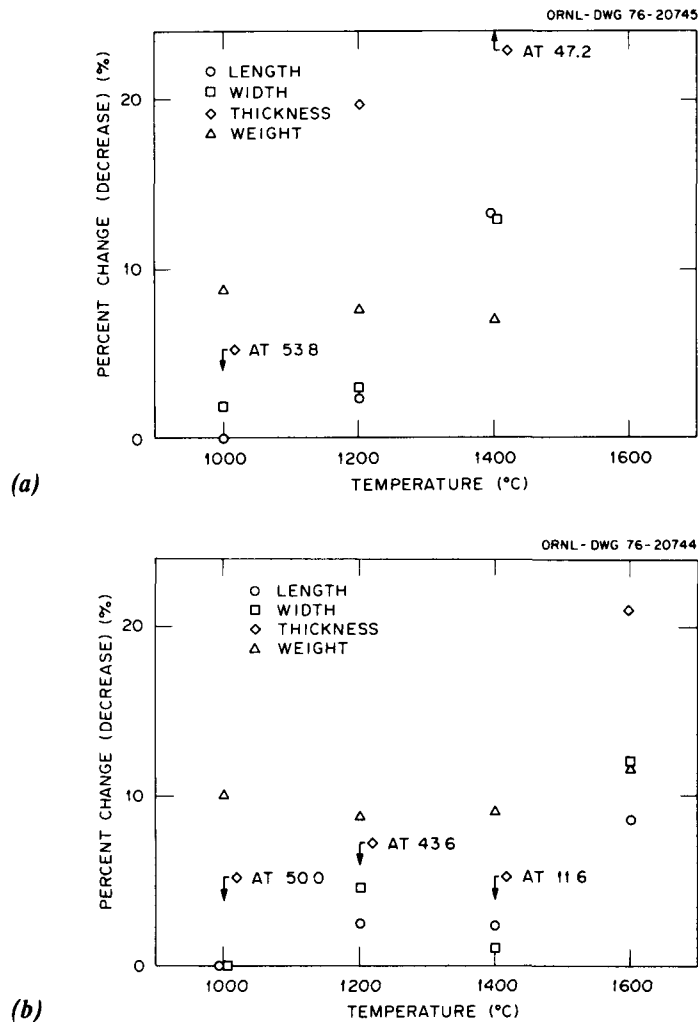 ORNL-DWG 76-20745
PERCENT CHANGE (DECREASE) (%)
20
10
0
○ LENGTH
□ WIDTH
◇ THICKNESS
△ WEIGHT
◇ AT 47.2
◇ AT 53 8
1000 1200 1400 1600
TEMPERATURE (°C)
(a)
ORNL-DWG 76-20744
PERCENT CHANGE (DECREASE) (%)
20
10
0
○ LENGTH
□ WIDTH
◇ THICKNESS
△ WEIGHT
◇ AT 50 0
◇ AT 43 6
◇ AT 11 6
1000 1200 1400 1600
TEMPERATURE (°C)
(b)